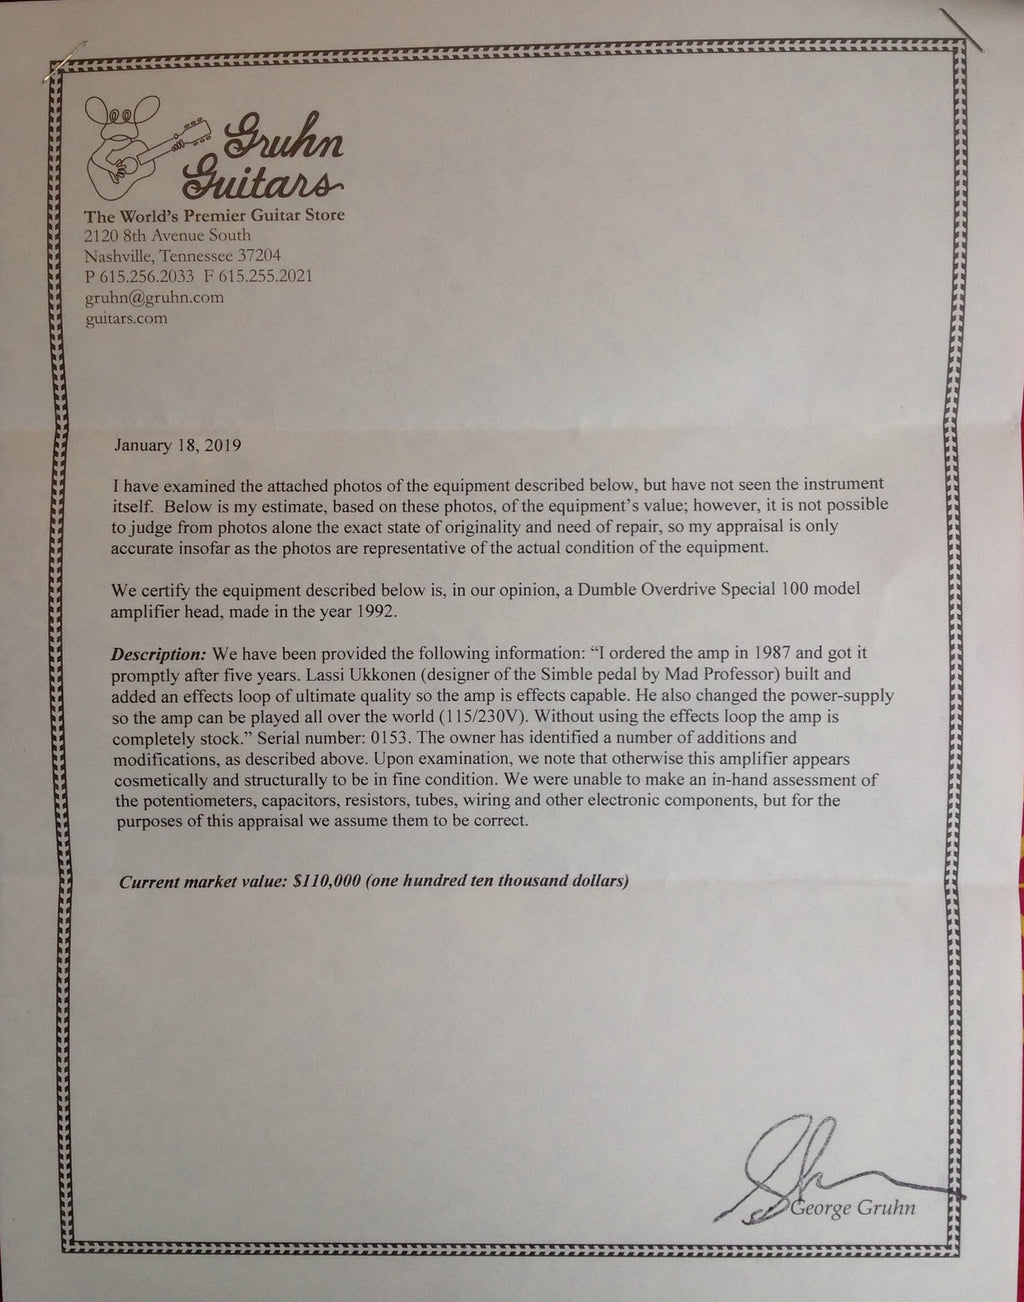 Gruhn
Guitars
The World's Premier Guitar Store
2120 8th Avenue South
Nashville, Tennessee 37204
P 615.256.2033 F 615.255.2021
gruhn@gruhn.com
guitars.com
January 18, 2019
I have examined the attached photos of the equipment described below, but have not seen the instrument
itself. Below is my estimate, based on these photos, of the equipment's value; however, it is not possible
to judge from photos alone the exact state of originality and need of repair, so my appraisal is only
accurate insofar as the photos are representative of the actual condition of the equipment.
We certify the equipment described below is, in our opinion, a Dumble Overdrive Special 100 model
amplifier head, made in the year 1992.
Description: We have been provided the following information: “I ordered the amp in 1987 and got it
promptly after five years. Lassi Ukkonen (designer of the Simble pedal by Mad Professor) built and
added an effects loop of ultimate quality so the amp is effects capable. He also changed the power-supply
so the amp can be played all over the world (115/230V). Without using the effects loop the amp is
completely stock.” Serial number: 0153. The owner has identified a number of additions and
modifications, as described above. Upon examination, we note that otherwise this amplifier appears
cosmetically and structurally to be in fine condition. We were unable to make an in-hand assessment of
the potentiometers, capacitors, resistors, tubes, wiring and other electronic components, but for the
purposes of this appraisal we assume them to be correct.
Current market value: $110,000 (one hundred ten thousand dollars)
George Gruhn